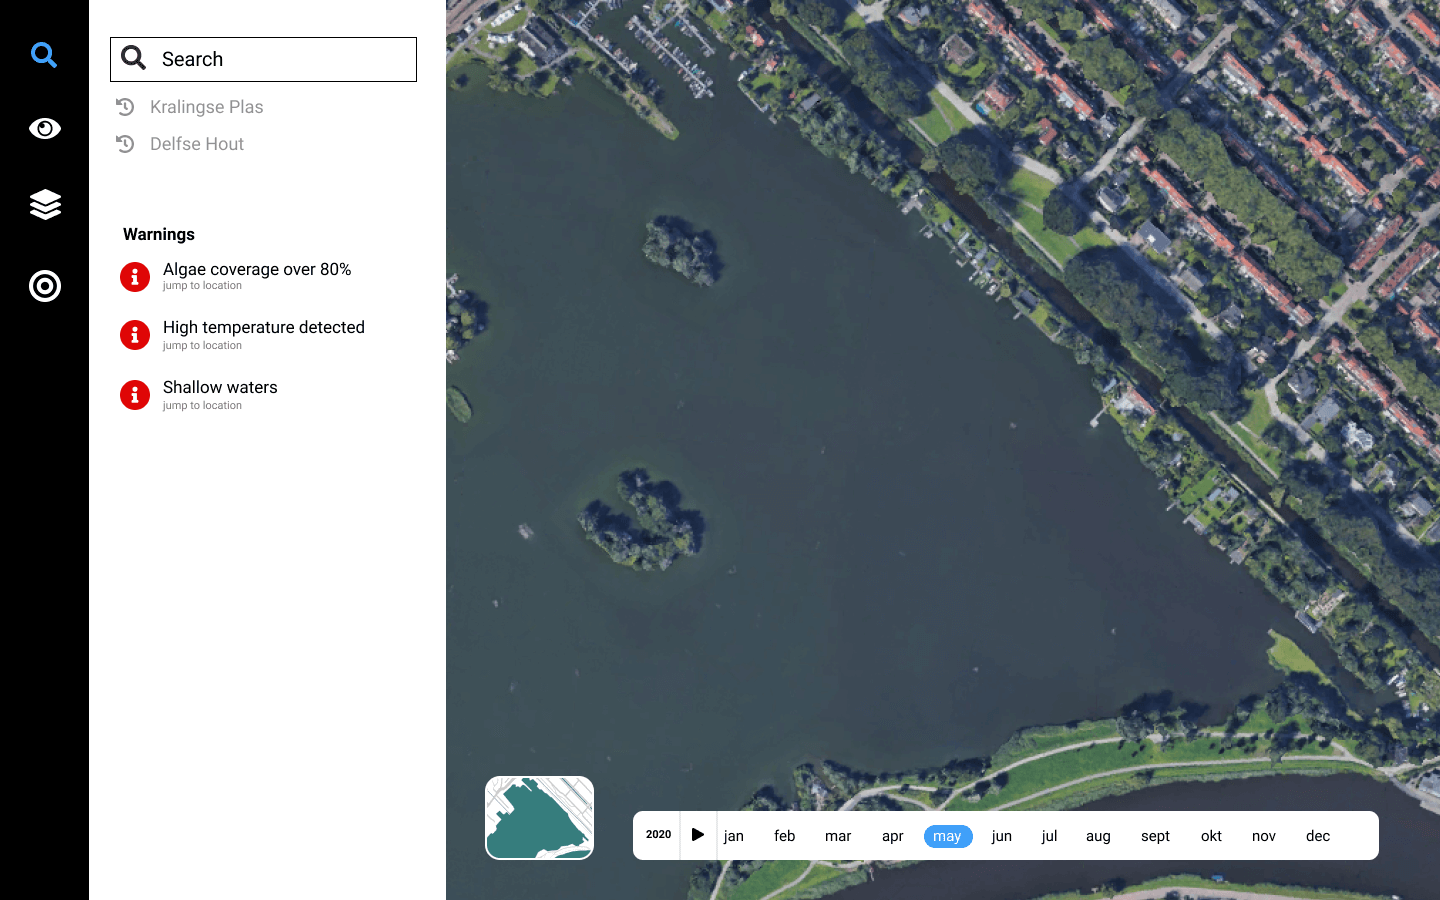 Search
Kralingse Plas
Delfse Hout
Warnings
Algae coverage over 80%
jump to location
High temperature detected
jump to location
Shallow waters
jump to location
2020 jan feb mar apr may jun jul aug sept okt nov dec